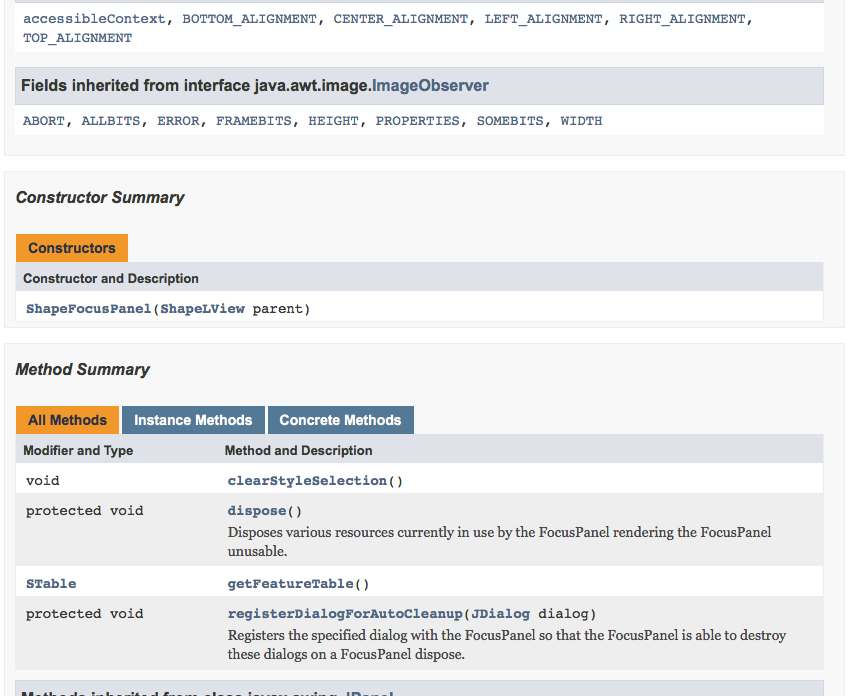 accessibleContext, BOTTOM_ALIGNMENT, CENTER_ALIGNMENT, LEFT_ALIGNMENT, RIGHT_ALIGNMENT,
TOP_ALIGNMENT
Fields inherited from interface java.awt.image.ImageObserver
ABORT, ALLBITS, ERROR, FRAMEBITS, HEIGHT, PROPERTIES, SOMEBITS, WIDTH
Constructor Summary
Constructors
Constructor and Description
ShapeFocusPanel(ShapeLView parent)
Method Summary
All Methods Instance Methods Concrete Methods
Modifier and Type Method and Description
void clearStyleSelection()
protected void dispose()
Disposes various resources currently in use by the FocusPanel rendering the FocusPanel
unusable.
STable getFeatureTable()
protected void registerDialogForAutoCleanup(JDialog dialog)
Registers the specified dialog with the FocusPanel so that the FocusPanel is able to destroy
these dialogs on a FocusPanel dispose.
Methods inherited from class javax.swing.JPanel